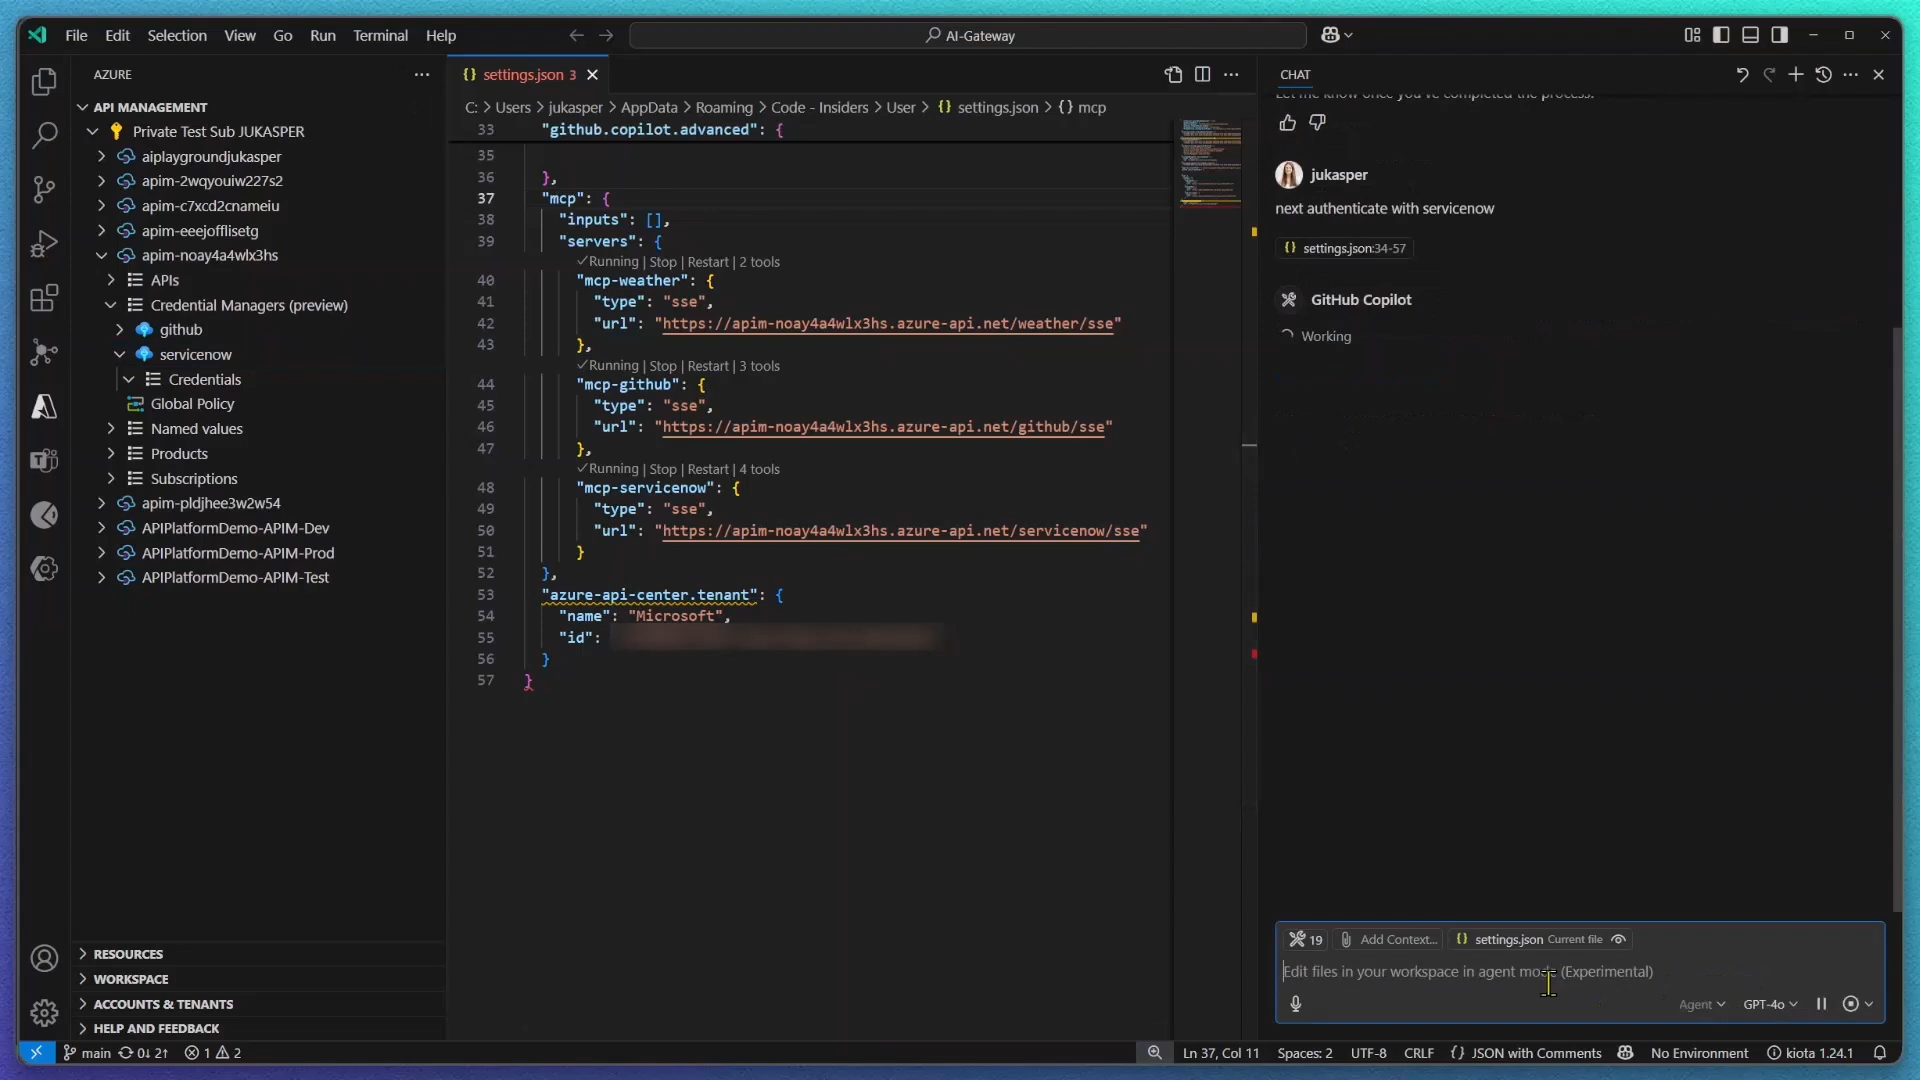 File Edit Selection View Go Run Terminal Help
AI-Gateway
AZURE
API MANAGEMENT
Private Test Sub JUKASPER
aiplaygroundjukasper
apim-2wqyouiw227s2
apim-c7xcd2cnameiu
apim-eeejofflisetg
apim-noay4a4wlx3hs
APIs
Credential Managers (preview)
github
servicenow
Credentials
Global Policy
Named values
Products
Subscriptions
apim-pldjhee3w2w54
APIPlatformDemo-APIM-Dev
APIPlatformDemo-APIM-Prod
APIPlatformDemo-APIM-Test
RESOURCES
WORKSPACE
ACCOUNTS & TENANTS
HELP AND FEEDBACK
{} settings.json 3
C: > Users > jukasper > AppData > Roaming > Code - Insiders > User > {} settings.json > {} mcp
33 "github.copilot.advanced": {
35
36 },
37 "mcp": {
38 "inputs": [],
39 "servers": {
✓Running | Stop | Restart | 2 tools
40 "mcp-weather": {
41 "type": "sse",
42 "url": "https://apim-noay4a4wlx3hs.azure-api.net/weather/sse"
43 },
✓Running | Stop | Restart | 3 tools
44 "mcp-github": {
45 "type": "sse",
46 "url": "https://apim-noay4a4wlx3hs.azure-api.net/github/sse"
47 },
✓Running | Stop | Restart | 4 tools
48 "mcp-servicenow": {
49 "type": "sse",
50 "url": "https://apim-noay4a4wlx3hs.azure-api.net/servicenow/sse"
51 }
52 },
53 "azure-api-center.tenant": {
54 "name": "Microsoft",
55 "id":
56 }
57 }
CHAT
Let me know once you've completed the process.
jukasper
next authenticate with servicenow
{} settings.json:34-57
GitHub Copilot
Working
19 Add Context... {} settings.json Current file
Edit files in your workspace in agent mode (Experimental)
Agent GPT-4o
main 0↓ 2↑ 1 2
Ln 37, Col 11 Spaces: 2 UTF-8 CRLF {} JSON with Comments No Environment kiota 1.24.1